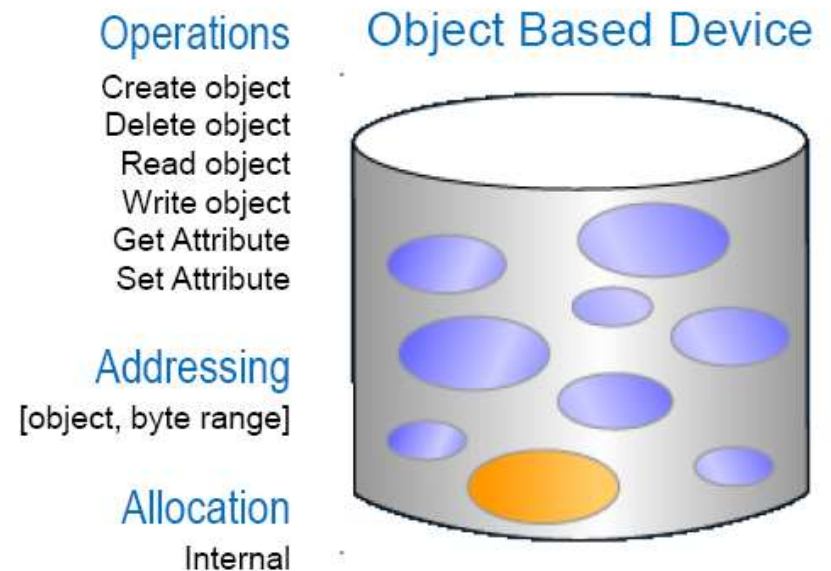 Operations
Create object
Delete object
Read object
Write object
Get Attribute
Set Attribute
Addressing
[object, byte range]
Allocation
Internal
Object Based Device